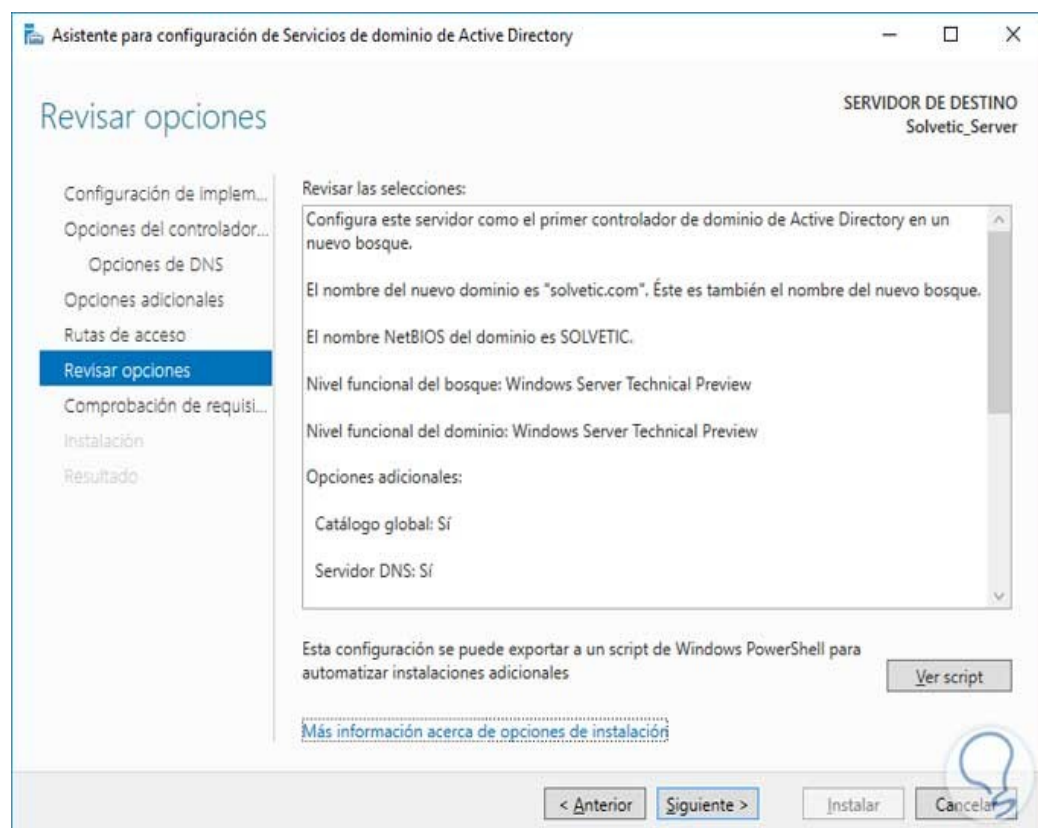 Asistente para configuración de Servicios de dominio de Active Directory
Revisar opciones
SERVIDOR DE DESTINO
Solvetic_Server
Configuración de implem...
Opciones del controlador...
Opciones de DNS
Opciones adicionales
Rutas de acceso
Revisar opciones
Comprobación de requisi...
Instalación
Resultado
Revisar las selecciones:
Configura este servidor como el primer controlador de dominio de Active Directory en un
nuevo bosque.
El nombre del nuevo dominio es "solvetic.com". Éste es también el nombre del nuevo bosque.
El nombre NetBIOS del dominio es SOLVETIC.
Nivel funcional del bosque: Windows Server Technical Preview
Nivel funcional del dominio: Windows Server Technical Preview
Opciones adicionales:
Catálogo global: Sí
Servidor DNS: Sí
Esta configuración se puede exportar a un script de Windows PowerShell para
automatizar instalaciones adicionales
Ver script
Más información acerca de opciones de instalación
< Anterior
Siguiente >
Instalar
Cancelar